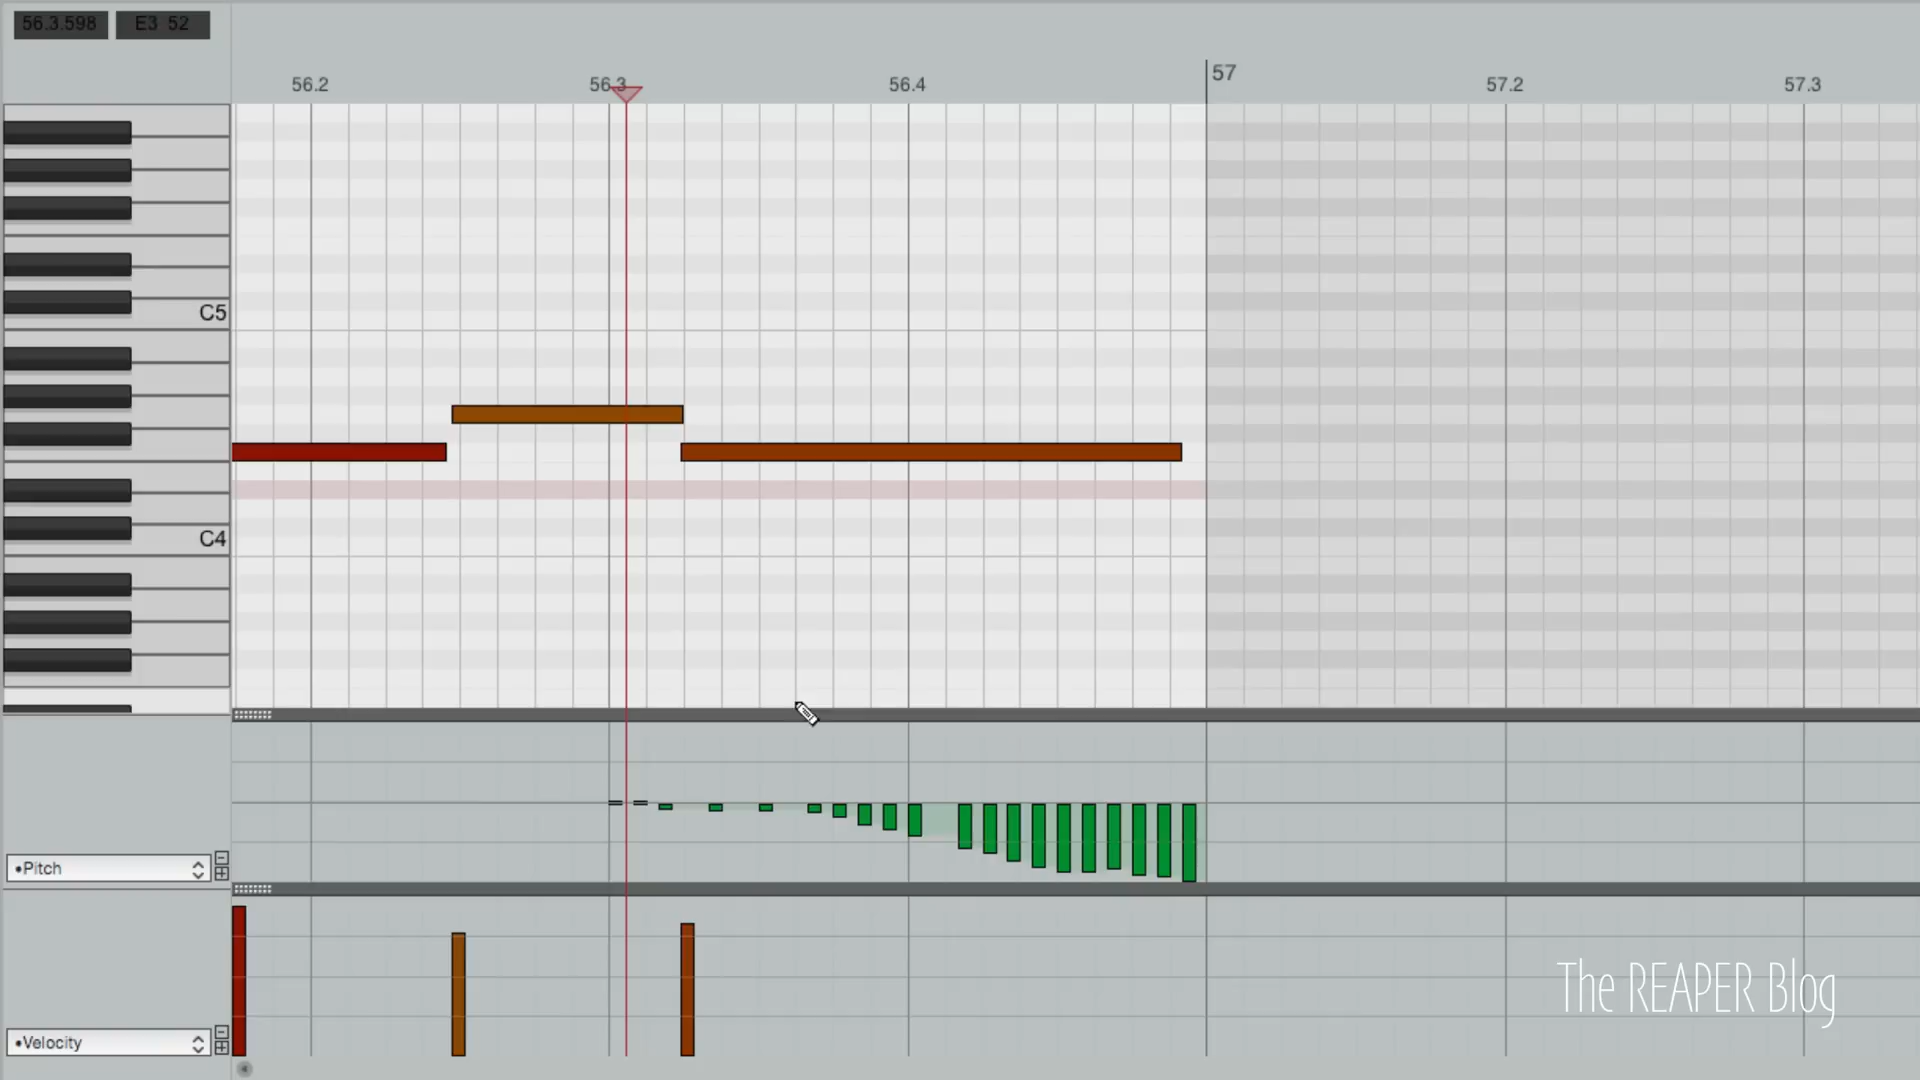 56.3.598 E3 52
56.2 56.3 56.4 57 57.2 57.3
C5
C4
•Pitch
•Velocity
The REAPER Blog